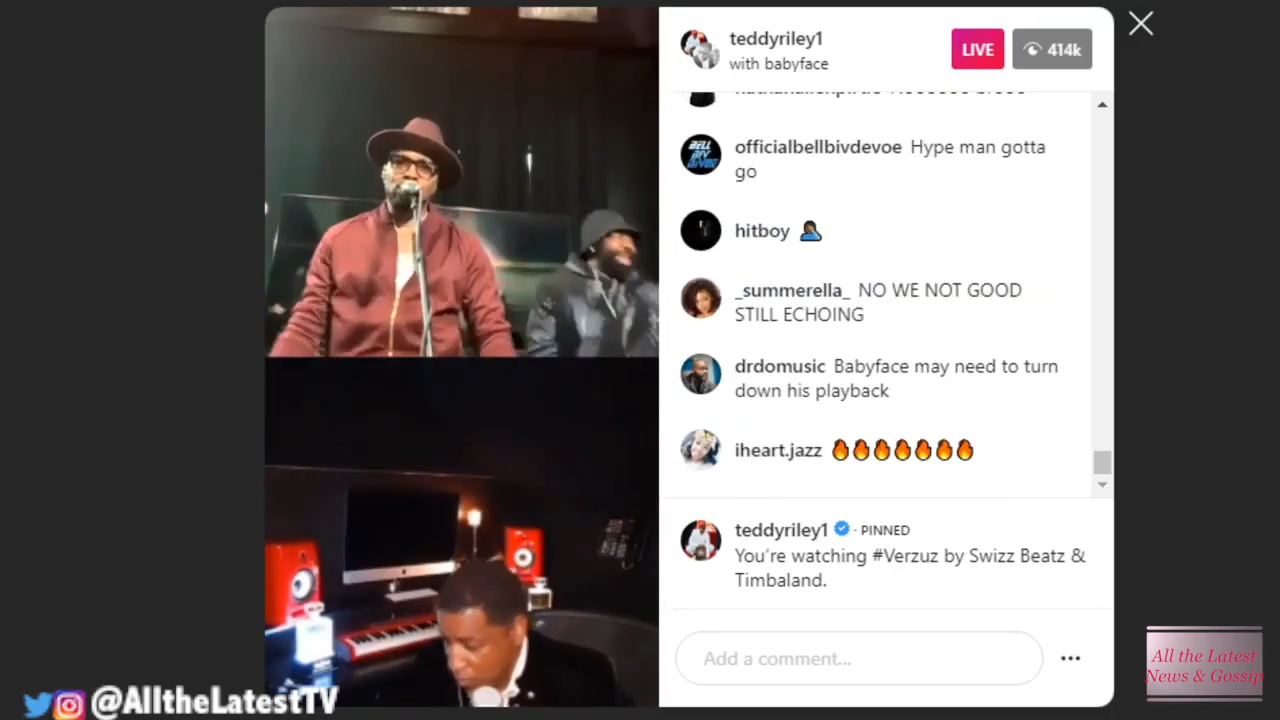 teddyriley1
with babyface
LIVE
414k
officialbellbivdevoe Hype man gotta
go
hitboy
_summerella_ NO WE NOT GOOD
STILL ECHOING
drdomusic Babyface may need to turn
down his playback
iheart.jazz
teddyriley1 · PINNED
You're watching #Verzuz by Swizz Beatz &
Timbaland.
Add a comment...
All the Latest
News & Gossip
@AlltheLatestTV